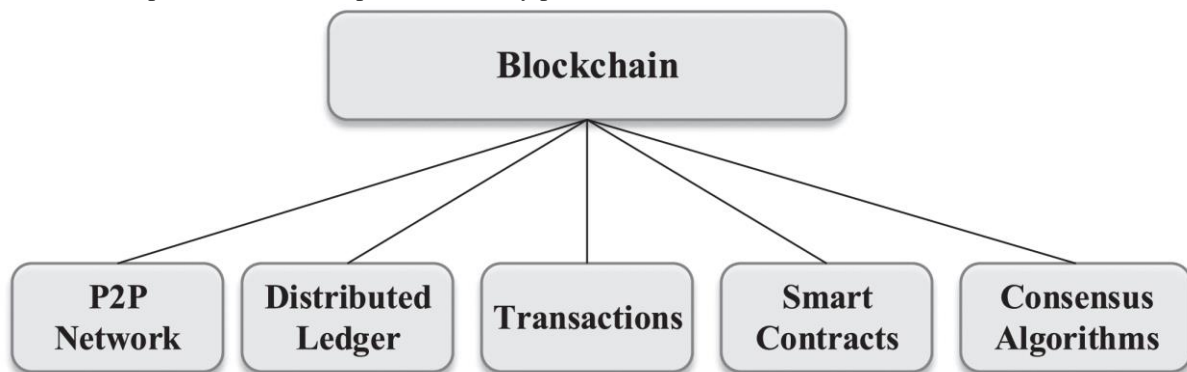 Blockchain
P2P
Network
Distributed
Ledger
Transactions
Smart
Contracts
Consensus
Algorithms